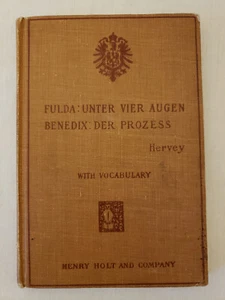 FULDA: UNTER VIER AUGEN
BENEDIX: DER PROZESS
Hervey
WITH VOCABULARY
HENRY HOLT AND COMPANY